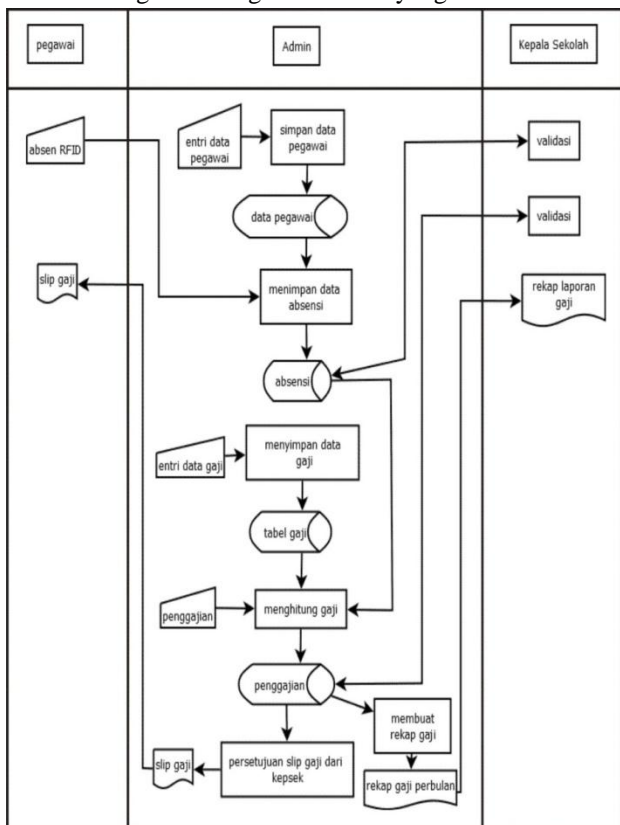 pegawai
Admin
Kepala Sekolah
absen RFID
entri data
pegawai
simpan data
pegawai
validasi
data pegawai
validasi
slip gaji
menimpan data
absensi
rekap laporan
gaji
absensi
entri data gaji
menyimpan data
gaji
tabel gaji
penggajian
menghitung gaji
penggajian
membuat
rekap gaji
slip gaji
persetujuan slip gaji dari
kepsek
rekap gaji perbulan